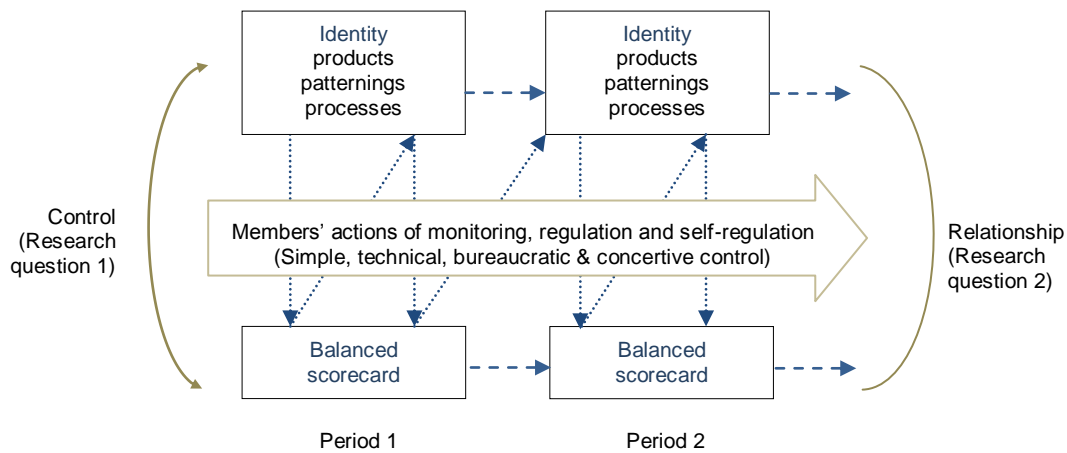 Identity
products
patternings
processes
Identity
products
patternings
processes
Control
(Research
question 1)
Members’ actions of monitoring, regulation and self-regulation
(Simple, technical, bureaucratic & concertive control)
Relationship
(Research
question 2)
Balanced
scorecard
Balanced
scorecard
Period 1
Period 2